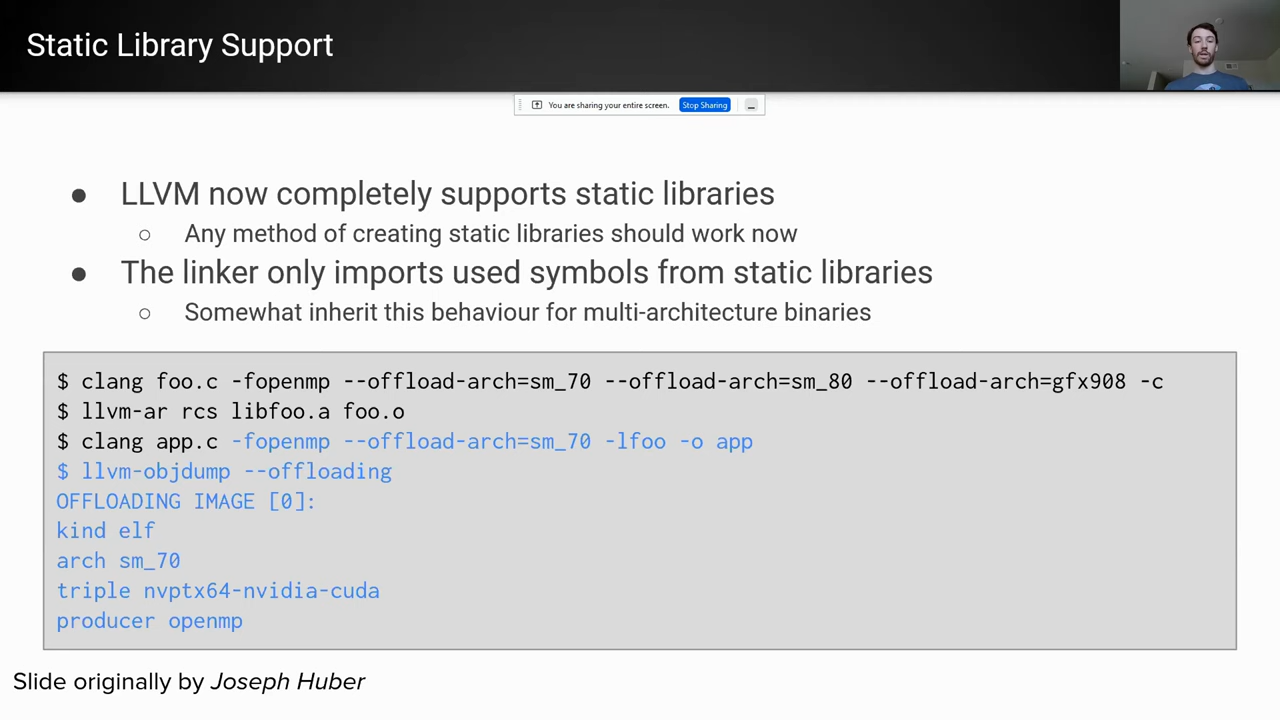 Static Library Support
You are sharing your entire screen. Stop Sharing
● LLVM now completely supports static libraries
○ Any method of creating static libraries should work now
● The linker only imports used symbols from static libraries
○ Somewhat inherit this behaviour for multi-architecture binaries
$ clang foo.c -fopenmp --offload-arch=sm_70 --offload-arch=sm_80 --offload-arch=gfx908 -c
$ llvm-ar rcs libfoo.a foo.o
$ clang app.c -fopenmp --offload-arch=sm_70 -lfoo -o app
$ llvm-objdump --offloading
OFFLOADING IMAGE [0]:
kind elf
arch sm_70
triple nvptx64-nvidia-cuda
producer openmp
Slide originally by Joseph Huber